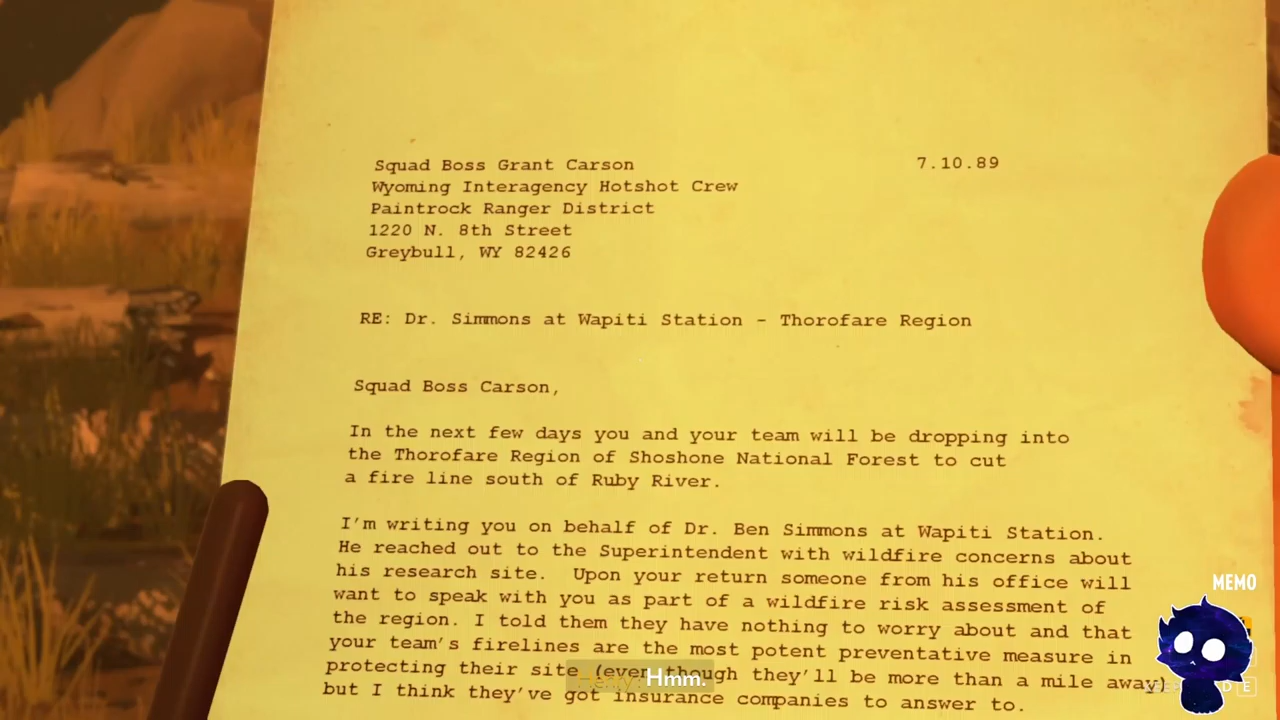 Squad Boss Grant Carson 7.10.89
Wyoming Interagency Hotshot Crew
Paintrock Ranger District
1220 N. 8th Street
Greybull, WY 82426
RE: Dr. Simmons at Wapiti Station - Thorofare Region
Squad Boss Carson,
In the next few days you and your team will be dropping into
the Thorofare Region of Shoshone National Forest to cut
a fire line south of Ruby River.
I'm writing you on behalf of Dr. Ben Simmons at Wapiti Station.
He reached out to the Superintendent with wildfire concerns about
his research site. Upon your return someone from his office will
want to speak with you as part of a wildfire risk assessment of
the region. I told them they have nothing to worry about and that
your team's firelines are the most potent preventative measure in
protecting their site (even though they'll be more than a mile away)
but I think they've got insurance companies to answer to.
Hmm.
MEMO
D E